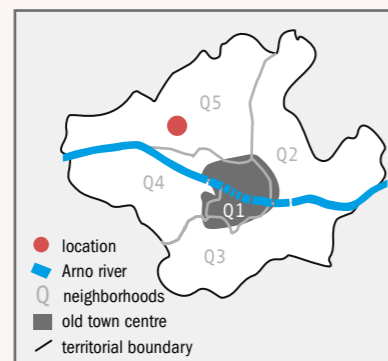 Q5
Q2
Q4
Q1
Q3
location
Arno river
Q neighborhoods
old town centre
territorial boundary